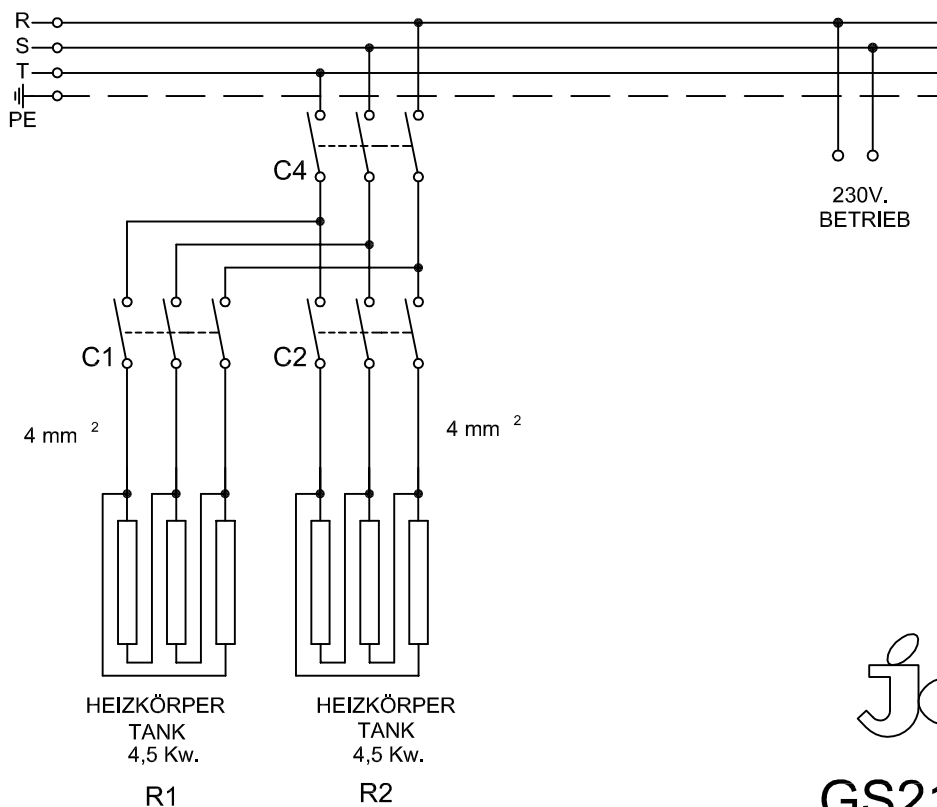 R
S
T
PE
C4
230V.
BETRIEB
C1
C2
4 mm 2
4 mm 2
HEIZKÖRPER
TANK
4,5 Kw.
R1
HEIZKÖRPER
TANK
4,5 Kw.
R2